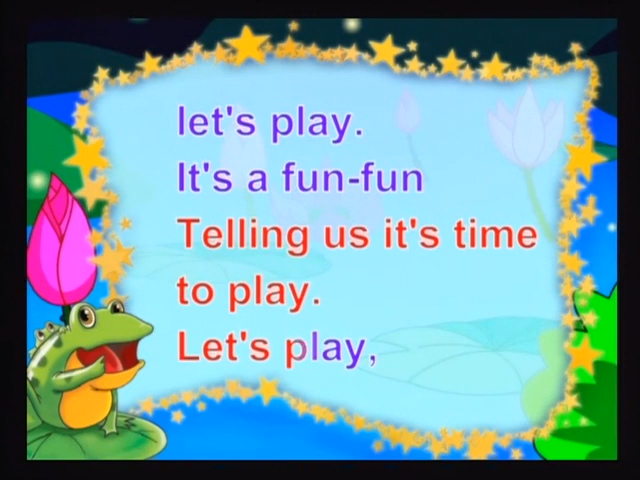 let's play.
It's a fun-fun
Telling us it's time
to play.
Let's play,